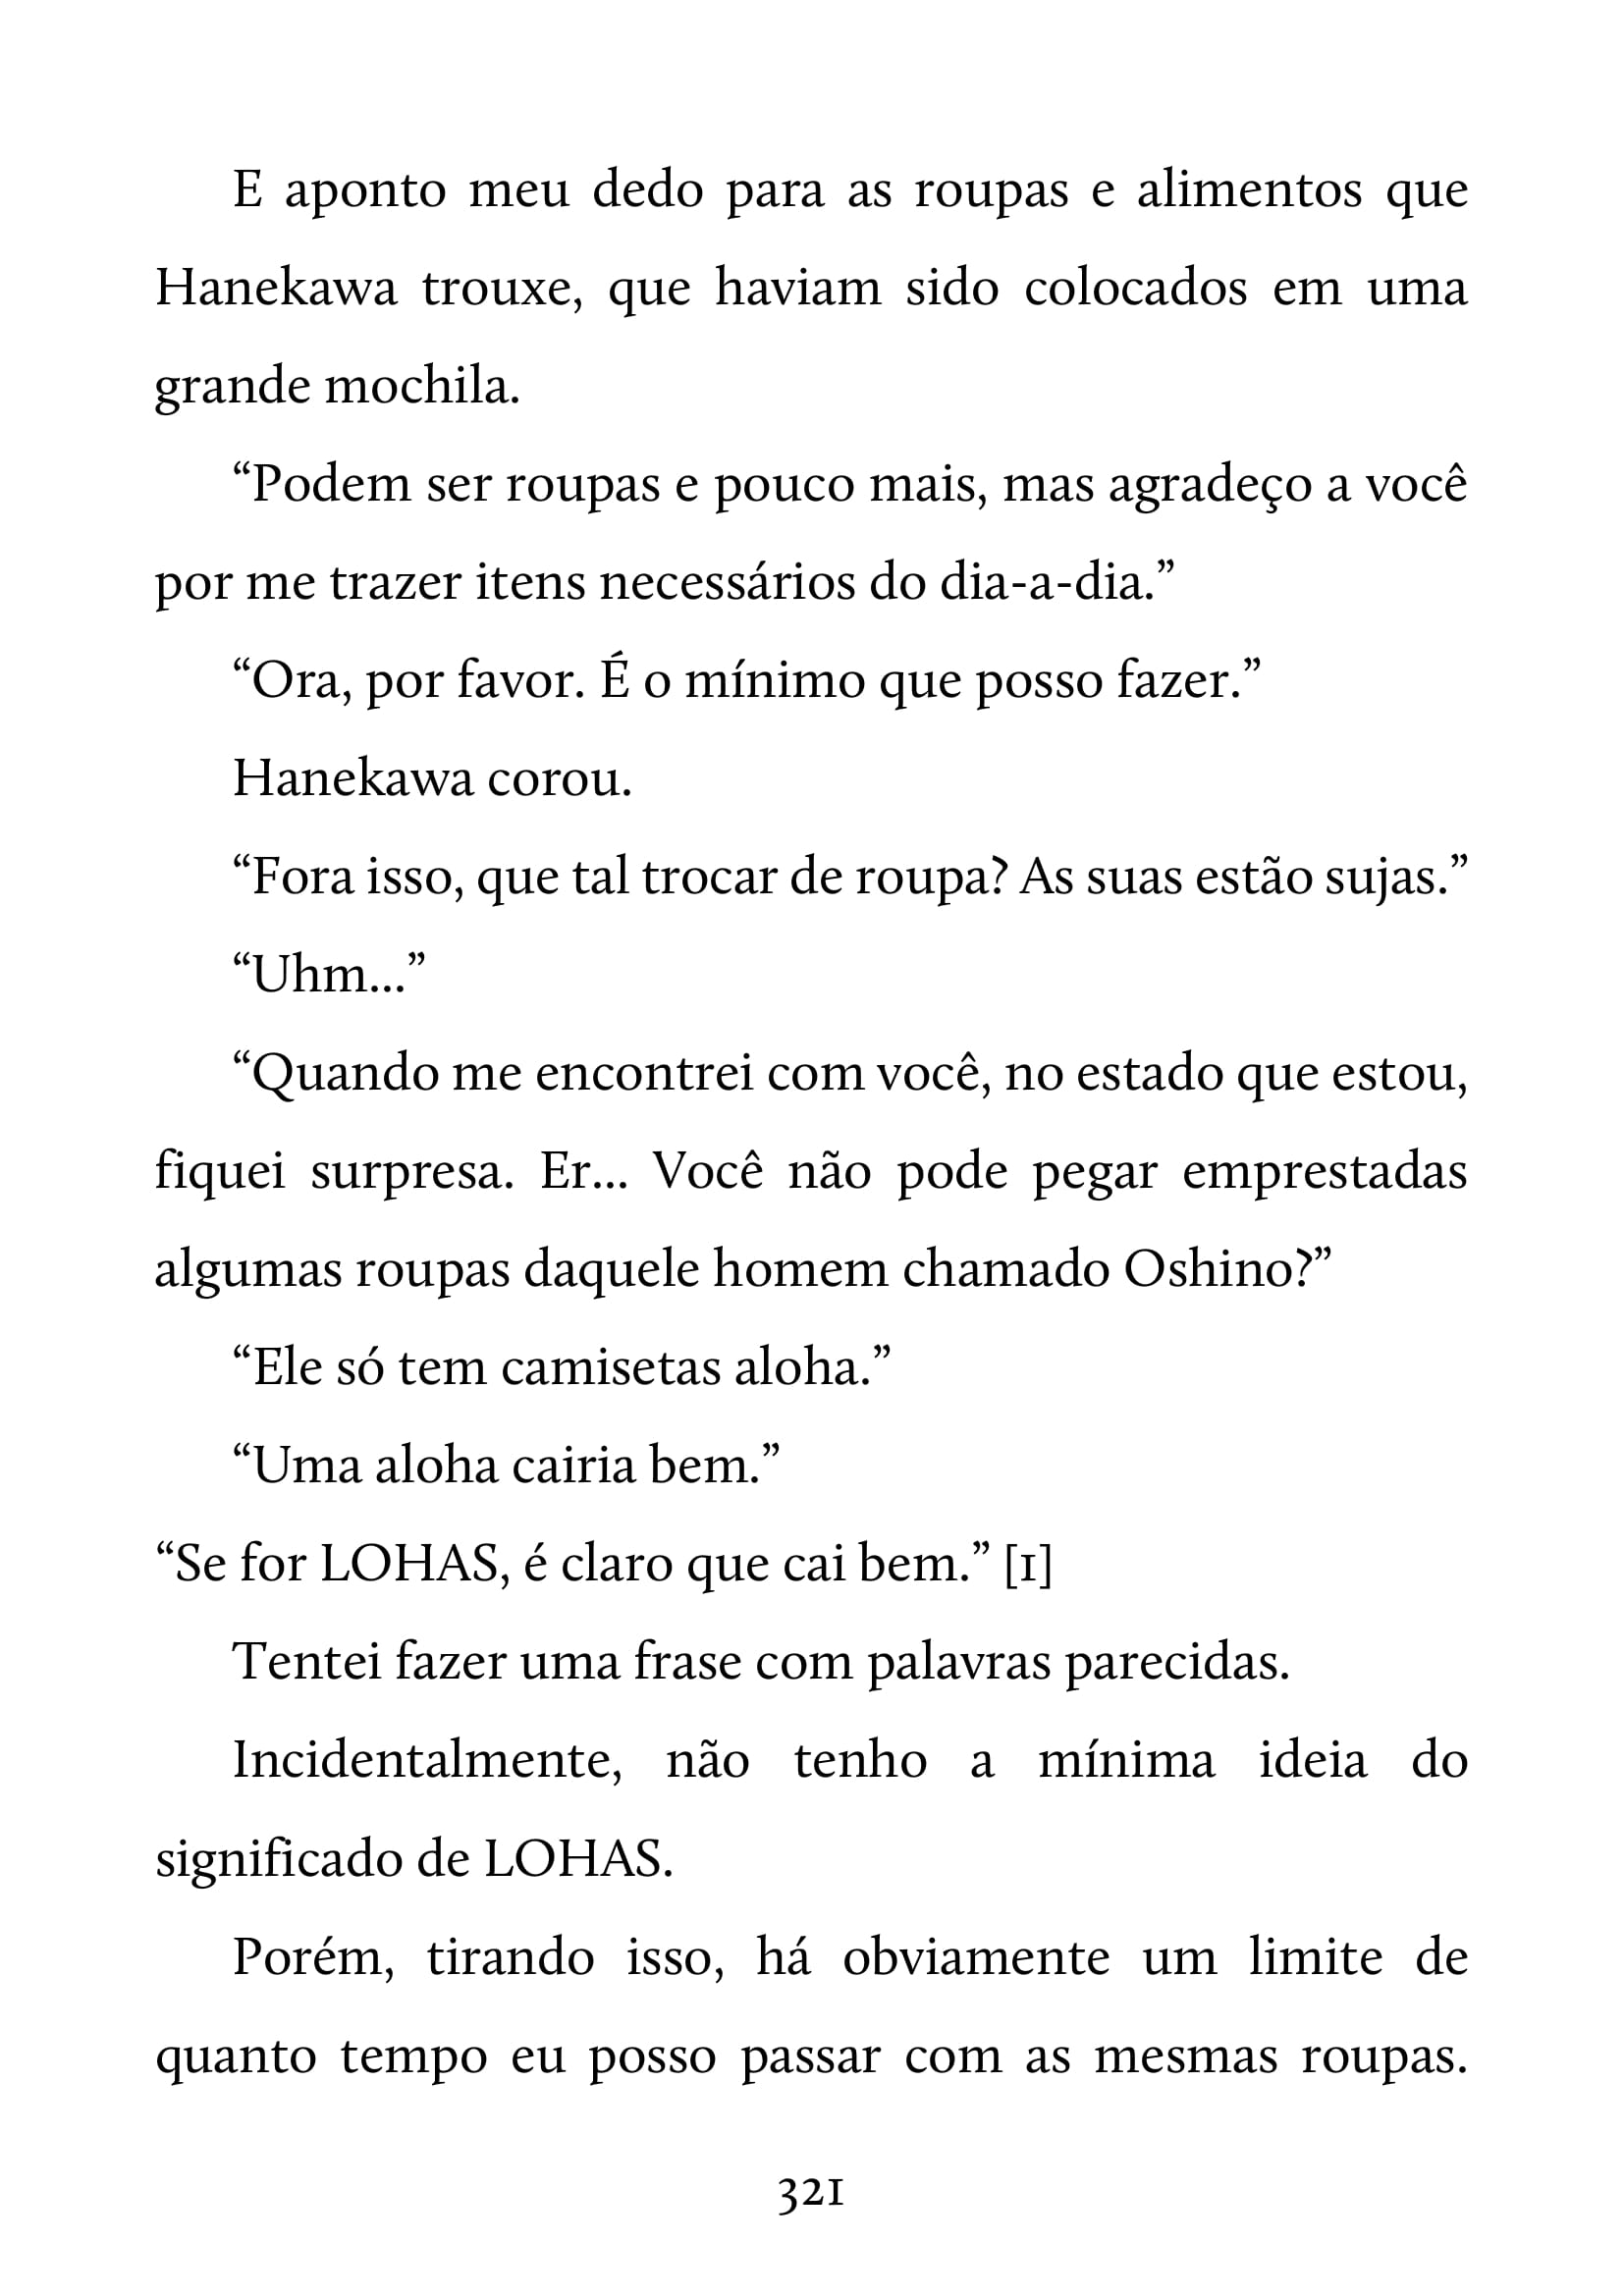 E aponto meu dedo para as roupas e alimentos que
Hanekawa trouxe, que haviam sido colocados em uma
grande mochila.
“Podem ser roupas e pouco mais, mas agradeço a você
por me trazer itens necessários do dia-a-dia.”
“Ora, por favor. É o mínimo que posso fazer.”
Hanekawa corou.
“Fora isso, que tal trocar de roupa? As suas estão sujas.”
“Uhm...”
“Quando me encontrei com você, no estado que estou,
fiquei surpresa. Er... Você não pode pegar emprestadas
algumas roupas daquele homem chamado Oshino?”
“Ele só tem camisetas aloha.”
“Uma aloha cairia bem.”
“Se for LOHAS, é claro que cai bem.” [1]
Tentei fazer uma frase com palavras parecidas.
Incidentalmente, não tenho a mínima ideia do
significado de LOHAS.
Porém, tirando isso, há obviamente um limite de
quanto tempo eu posso passar com as mesmas roupas.
321